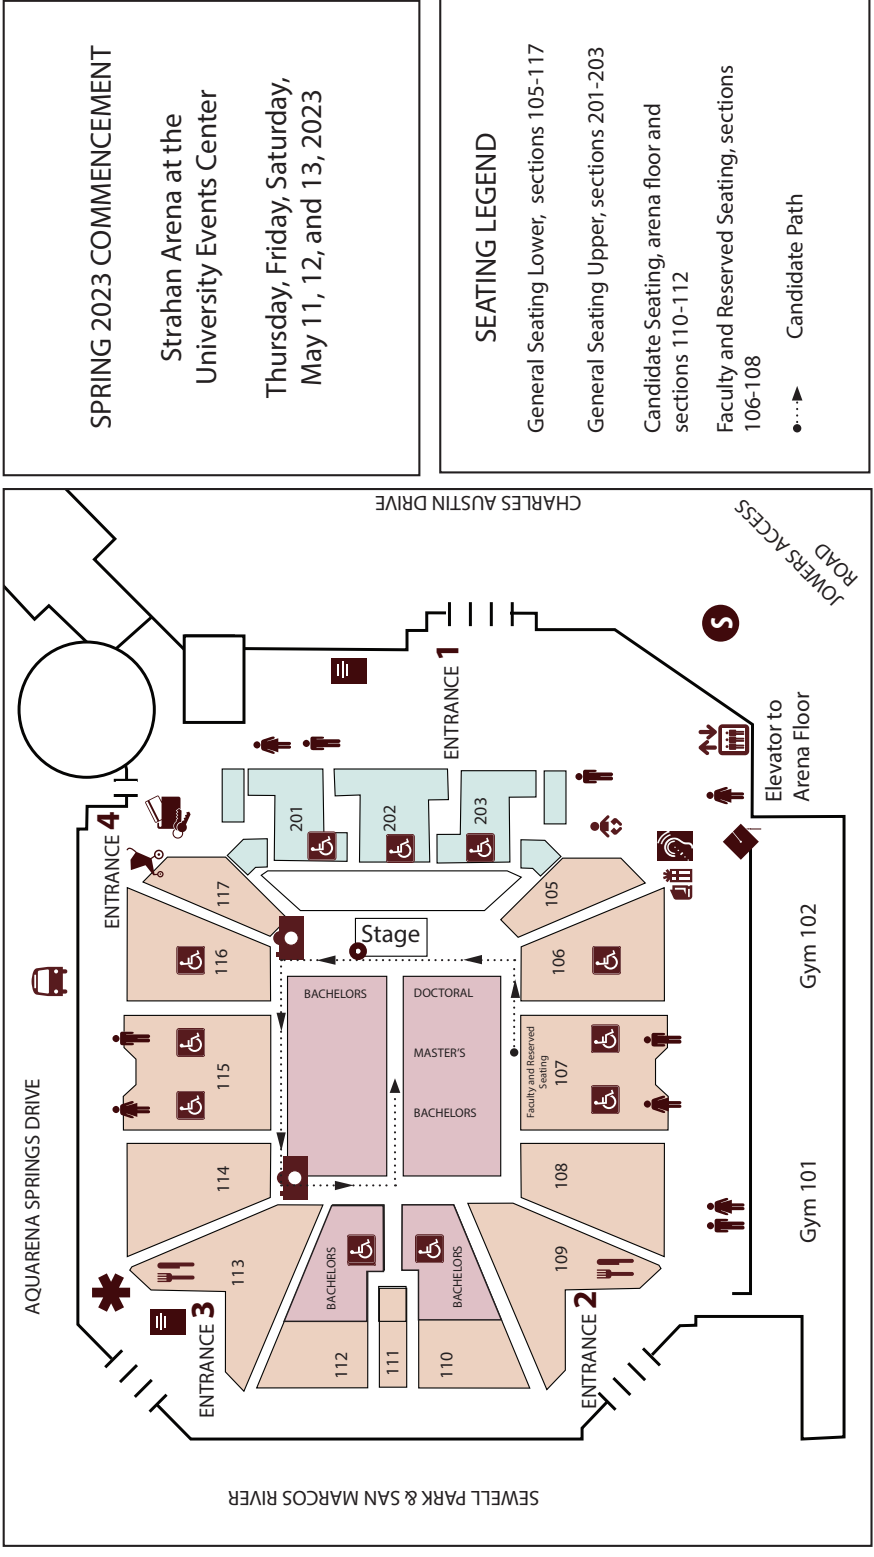 SPRING 2023 COMMENCEMENT
Strahan Arena at the
University Events Center
Thursday, Friday, Saturday,
May 11, 12, and 13, 2023
SEATING LEGEND
General Seating Lower, sections 105-117
General Seating Upper, sections 201-203
Candidate Seating, arena floor and
sections 110-112
Faculty and Reserved Seating, sections
106-108
Candidate Path
AQUARENA SPRINGS DRIVE
CHARLES AUSTIN DRIVE
JOWERS ACCESS
ROAD
SEWELL PARK & SAN MARCOS RIVER
ENTRANCE 4
ENTRANCE 3
ENTRANCE 1
ENTRANCE 2
117
116
115
114
113
201
202
203
Stage
BACHELORS
DOCTORAL
MASTER'S
BACHELORS
BACHELORS
BACHELORS
112
111
110
105
106
Faculty and Reserved
Seating
107
108
109
S
Elevator to
Arena Floor
Gym 102
Gym 101